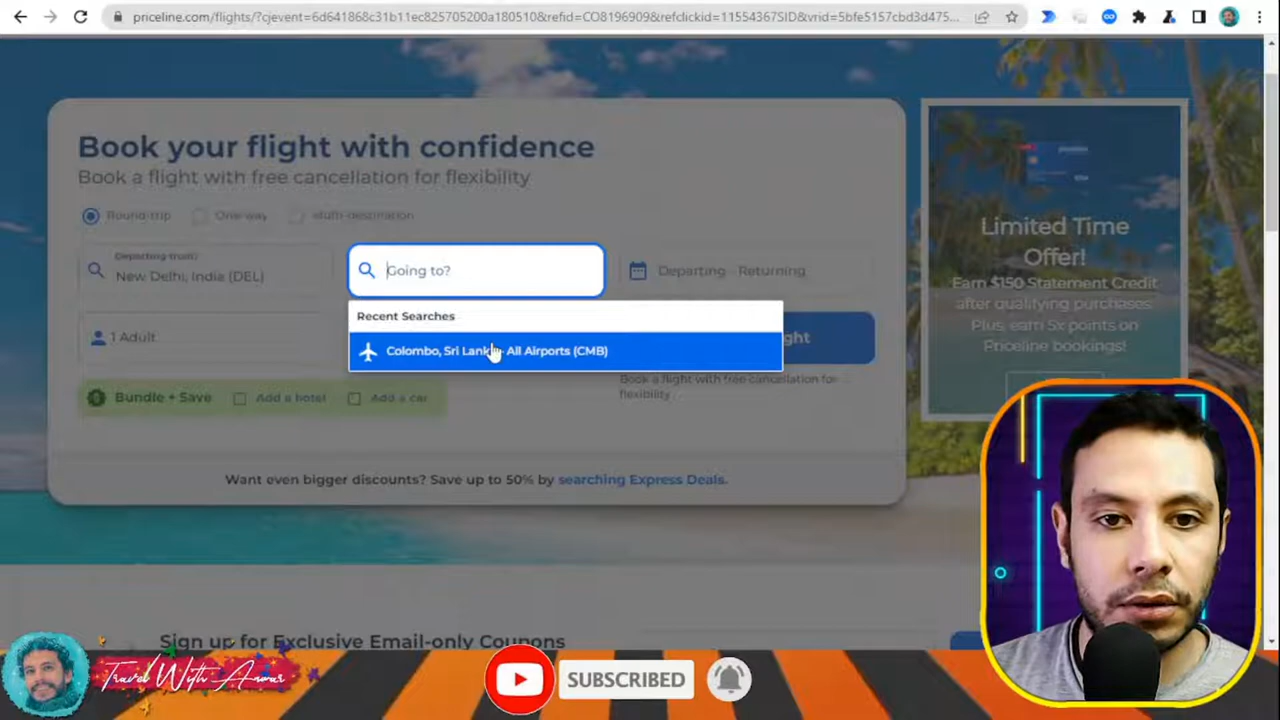 priceline.com/flights/?cjevent=6d641868c31b11ec825705200a180510&refid=CO8196909&refclickid=11554367SID&vrid=5bfe5157cbd3d475...
Book your flight with confidence
Book a flight with free cancellation for flexibility
Round-trip One-way Multi-destination
Departing from?
New Delhi, India (DEL)
Going to?
Departing - Returning
Recent Searches
1 Adult
Colombo, Sri Lanka - All Airports (CMB)
ght
Book a flight with free cancellation for
flexibility.
Bundle + Save Add a hotel Add a car
Want even bigger discounts? Save up to 50% by searching Express Deals.
Limited Time
Offer!
Earn $150 Statement Credit
after qualifying purchases.
Plus, earn 5x points on
Priceline bookings!
Sign up for Exclusive Email-only Coupons
Travel With Anwar
SUBSCRIBED